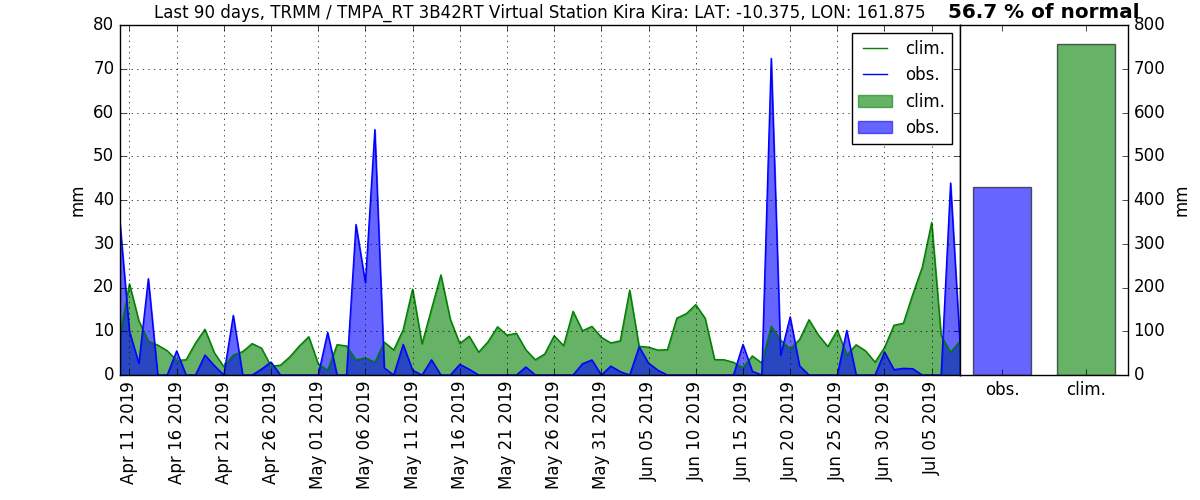 Last 90 days, TRMM / TMPA_RT 3B42RT Virtual Station Kira Kira: LAT: -10.375, LON: 161.875
56.7 % of normal
80
70
60
50
40
30
20
10
0
mm
clim.
obs.
clim.
obs.
800
700
600
500
400
300
200
100
0
mm
Apr 11 2019
Apr 16 2019
Apr 21 2019
Apr 26 2019
May 01 2019
May 06 2019
May 11 2019
May 16 2019
May 21 2019
May 26 2019
May 31 2019
Jun 05 2019
Jun 10 2019
Jun 15 2019
Jun 20 2019
Jun 25 2019
Jun 30 2019
Jul 05 2019
obs.
clim.